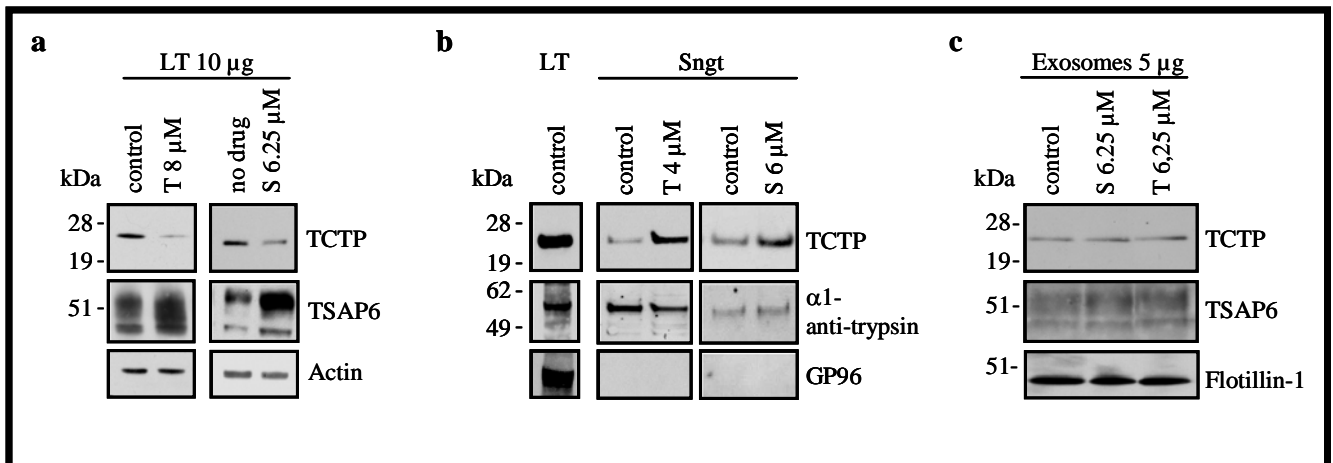 a
LT 10 µg
control
T 8 µM
no drug
S 6.25 µM
kDa
28 -
19 -
TCTP
51 -
TSAP6
Actin
b
LT
Sngt
control
control
T 4 µM
control
S 6 µM
kDa
28 -
19 -
TCTP
62 -
49 -
α1-
anti-trypsin
GP96
c
Exosomes 5 µg
control
S 6.25 µM
T 6,25 µM
kDa
28 -
19-
TCTP
51-
TSAP6
51-
Flotillin-1